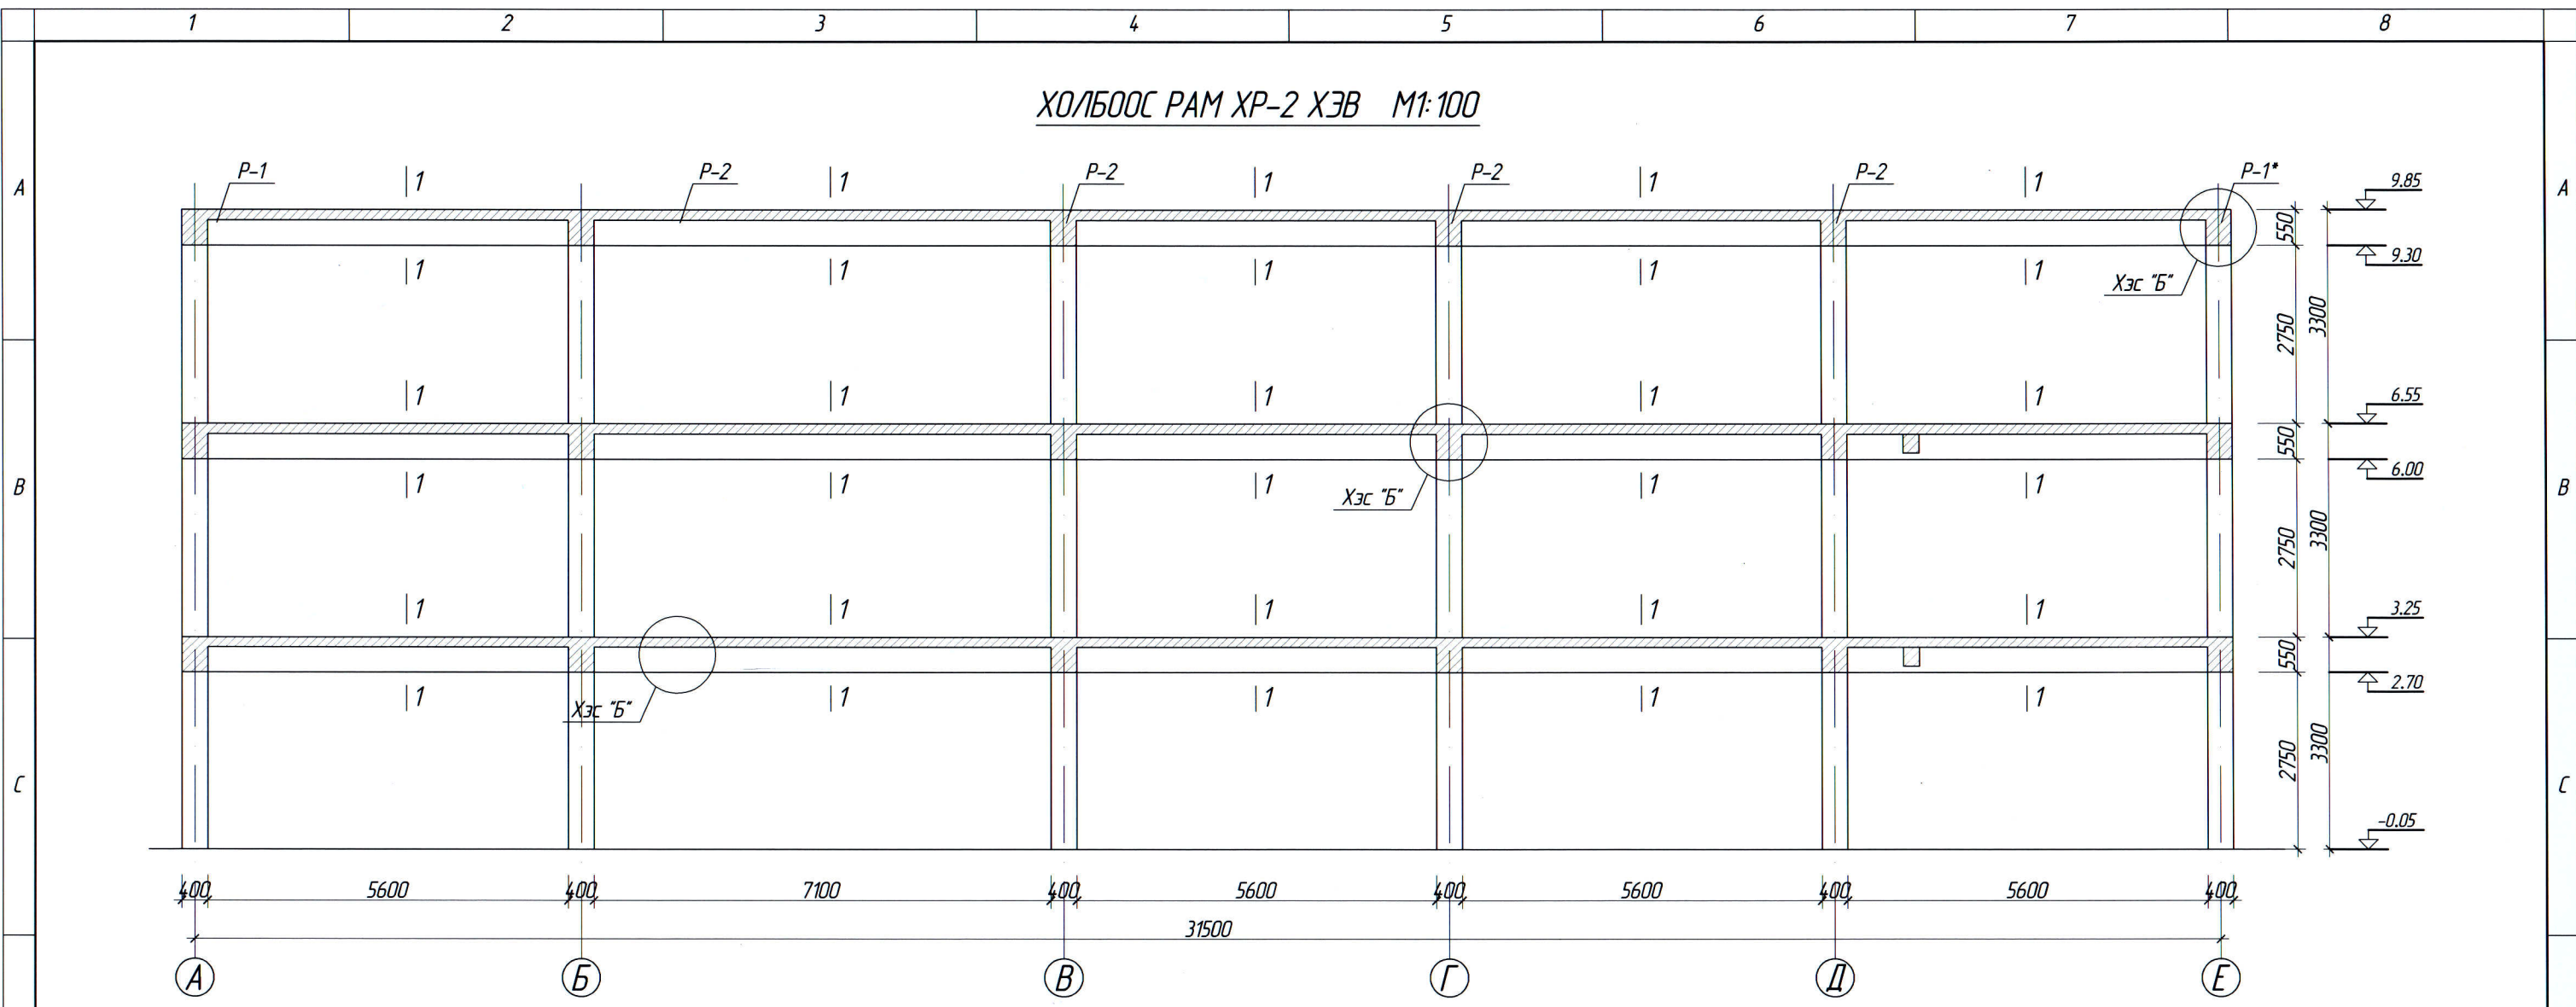 1 2 3 4 5 6 7 8
ХОЛБООС РАМ ХР-2 ХЭВ М1:100
А Р-1 1 Р-2 1 Р-2 1 Р-2 1 Р-2 1 Р-1* 9.85 А
550
1 1 1 1 1 9.30
Хэс "Б"
2750 3300
1 1 1 1 1 6.55
550
В 1 1 1 1 1 6.00 В
Хэс "Б"
2750 3300
1 1 1 1 1 3.25
550
1 1 1 1 1 2.70
Хэс "Б"
С 2750 3300 С
-0.05
400 5600 400 7100 400 5600 400 5600 400 5600 400
31500
А Б В Г Д Е